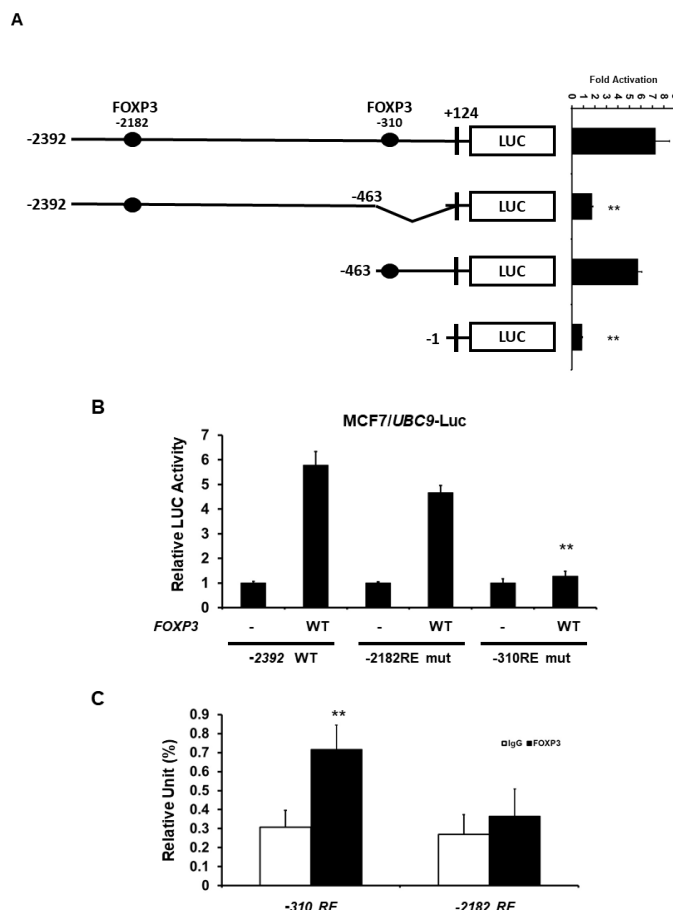 A
Fold Activation
0 1 2 3 4 5 6 7 8
FOXP3
-2182
FOXP3
-310
+124
-2392
LUC
-2392
-463
LUC
**
-463
LUC
-1
LUC
**
B
MCF7/UBC9-Luc
Relative LUC Activity
7
6
5
4
3
2
1
0
**
FOXP3 - WT - WT - WT
-2392 WT -2182RE mut -310RE mut
C
Relative Unit (%)
0.9
0.8
0.7
0.6
0.5
0.4
0.3
0.2
0.1
0
**
IgG FOXP3
-310 RE -2182 RE